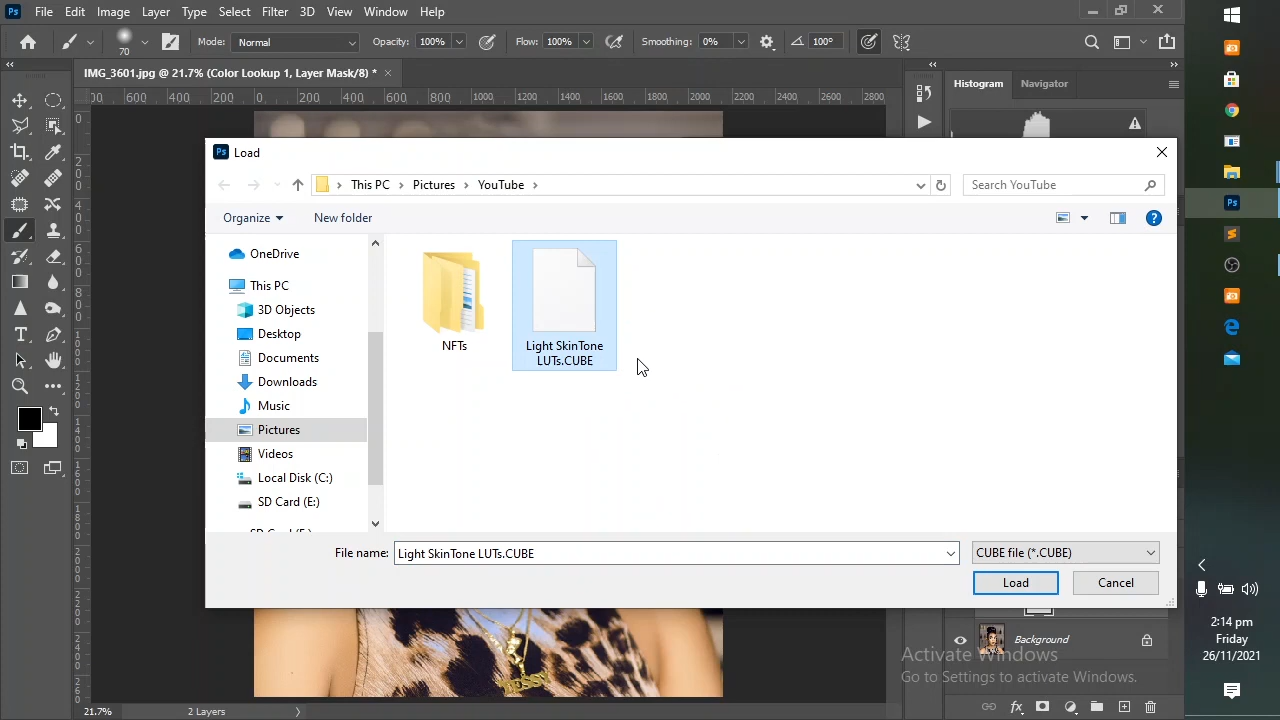 Ps File Edit Image Layer Type Select Filter 3D View Window Help
70 Mode: Normal Opacity: 100% Flow: 100% Smoothing: 0% 100°
IMG_3601.jpg @ 21.7% (Color Lookup 1, Layer Mask/8) * ×
600 400 200 0 200 400 600 800 1000 1200 1400 1600 1800 2000 2200 2400 2600 2800
Histogram Navigator
Ps Load
This PC > Pictures > YouTube >
Search YouTube
Organize New folder
OneDrive
This PC
3D Objects
Desktop
Documents
Downloads
Music
Pictures
Videos
Local Disk (C:)
SD Card (E:)
NFTs
Light SkinTone
LUTs.CUBE
File name: Light SkinTone LUTs.CUBE
CUBE file (*.CUBE)
Load Cancel
Background
Activate Windows
Go to Settings to activate Windows.
21.7% 2 Layers
Ps
2:14 pm
Friday
26/11/2021